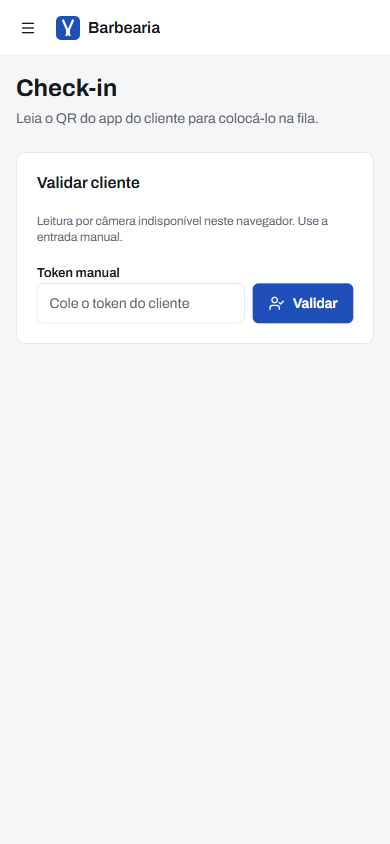 Barbearia
Check-in
Leia o QR do app do cliente para colocá-lo na fila.
Validar cliente
Leitura por câmera indisponível neste navegador. Use a
entrada manual.
Token manual
Cole o token do cliente
Validar